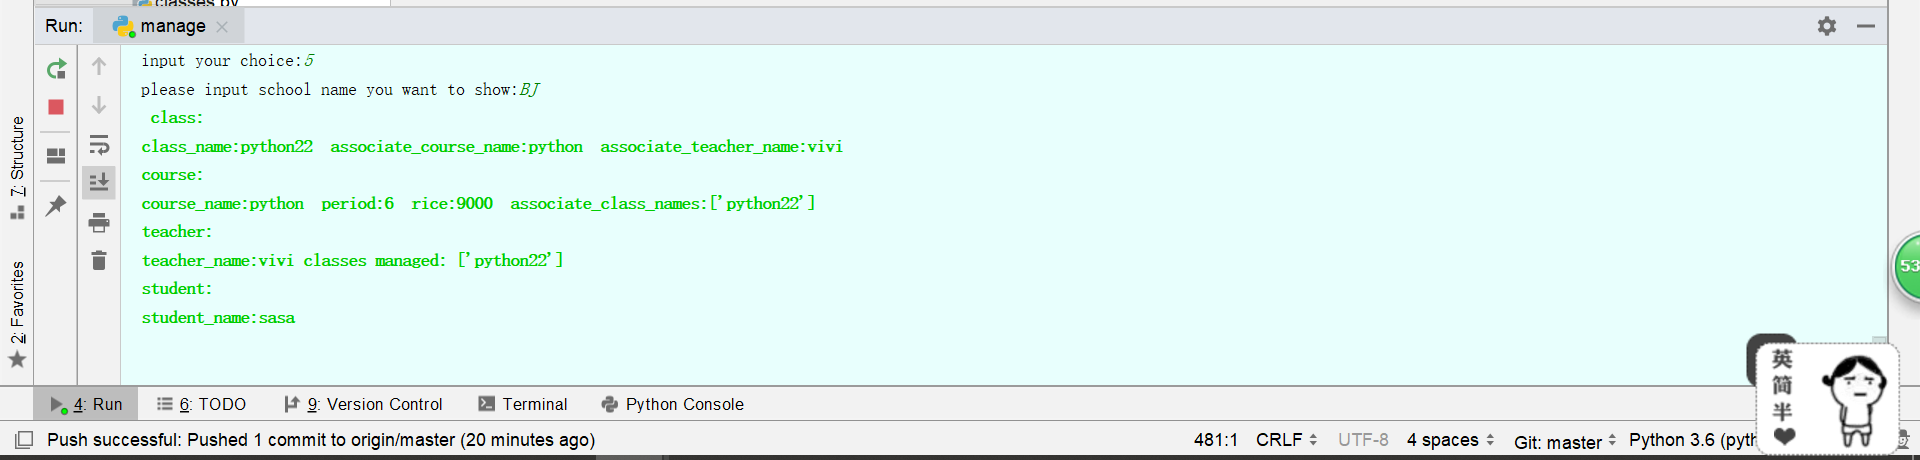 classes.py
Run: manage
input your choice:5
please input school name you want to show:BJ
class:
class_name:python22 associate_course_name:python associate_teacher_name:vivi
course:
course_name:python period:6 rice:9000 associate_class_names:['python22']
teacher:
teacher_name:vivi classes managed: ['python22']
student:
student_name:sasa
7: Structure
2: Favorites
53
英
简
半
4: Run 6: TODO 9: Version Control Terminal Python Console
Push successful: Pushed 1 commit to origin/master (20 minutes ago) 481:1 CRLF UTF-8 4 spaces Git: master Python 3.6 (pyth